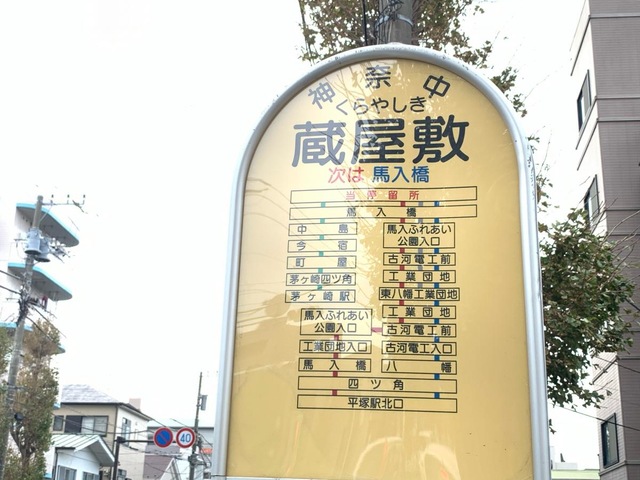 神奈中
くらやしき
蔵屋敷
次は 馬入橋
当停留所
馬入橋
中島
今宿
町屋
茅ヶ崎四ツ角
茅ヶ崎駅
馬入ふれあい
公園入口
古河電工前
工業団地
東八幡工業団地
工業団地
古河電工前
古河電工入口
八幡
馬入ふれあい
公園入口
工業団地入口
馬入橋
四ツ角
平塚駅北口
40